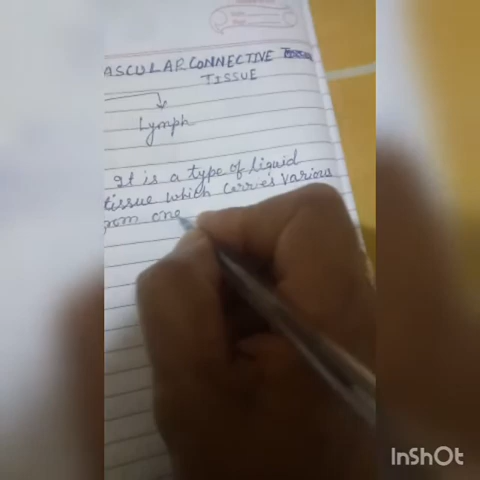 ASCULAR CONNECTIVE
TISSUE
Lymph
It is a type of liquid
tissue which carries various
rom one
InShOt